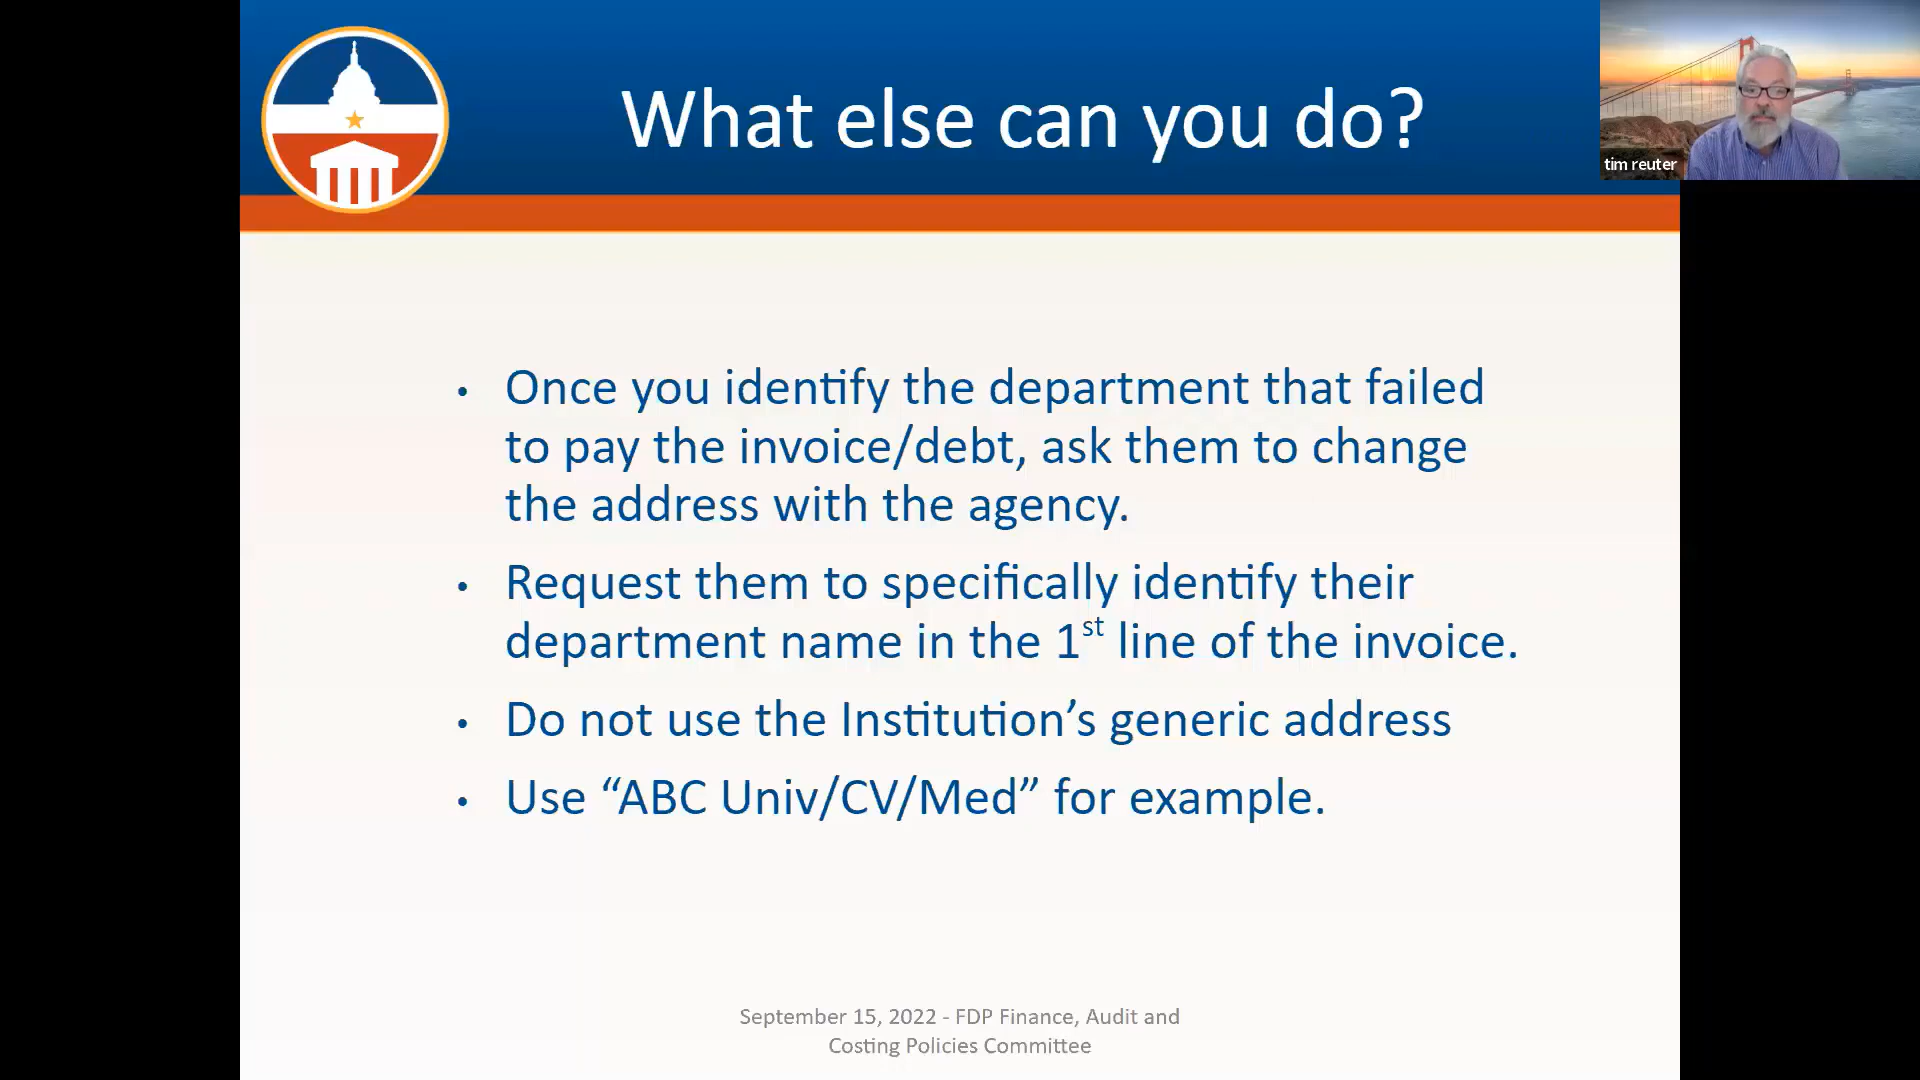 What else can you do?
tim reuter
• Once you identify the department that failed
to pay the invoice/debt, ask them to change
the address with the agency.
• Request them to specifically identify their
department name in the 1st line of the invoice.
• Do not use the Institution’s generic address
• Use “ABC Univ/CV/Med” for example.
September 15, 2022 - FDP Finance, Audit and
Costing Policies Committee